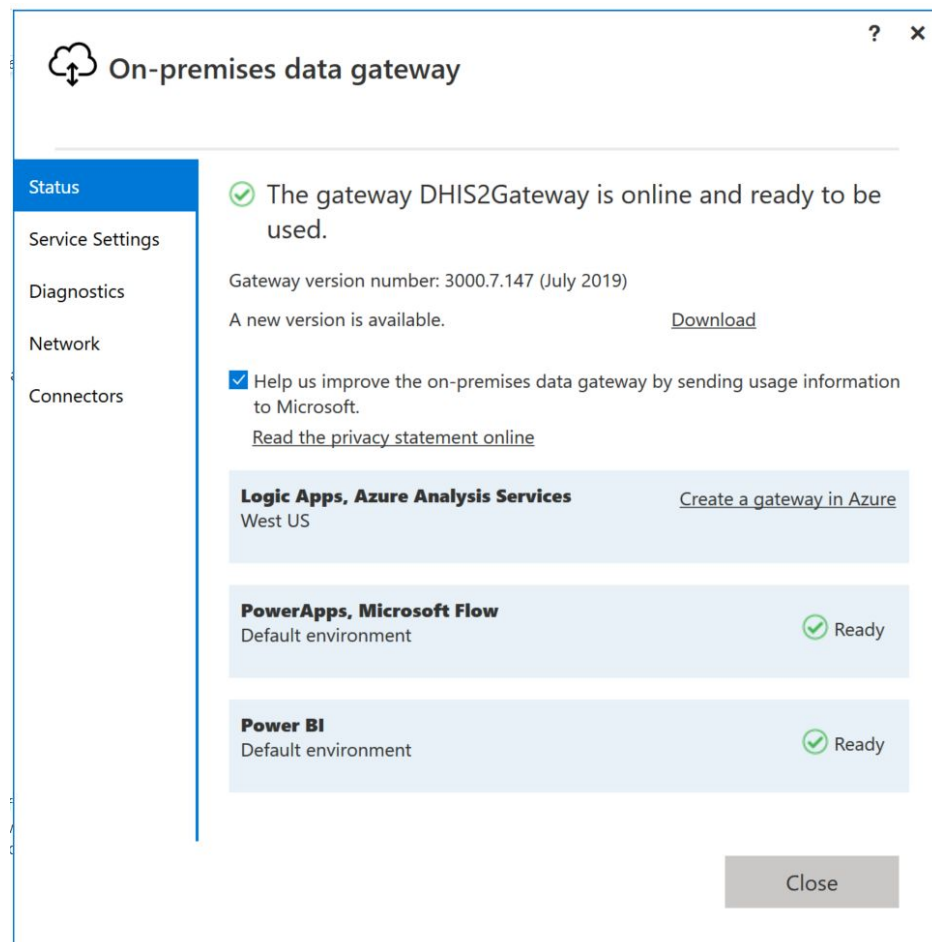 ? ×
On-premises data gateway
Status
Service Settings
Diagnostics
Network
Connectors
The gateway DHIS2Gateway is online and ready to be
used.
Gateway version number: 3000.7.147 (July 2019)
A new version is available. Download
Help us improve the on-premises data gateway by sending usage information
to Microsoft.
Read the privacy statement online
Logic Apps, Azure Analysis Services Create a gateway in Azure
West US
PowerApps, Microsoft Flow
Default environment Ready
Power BI
Default environment Ready
Close